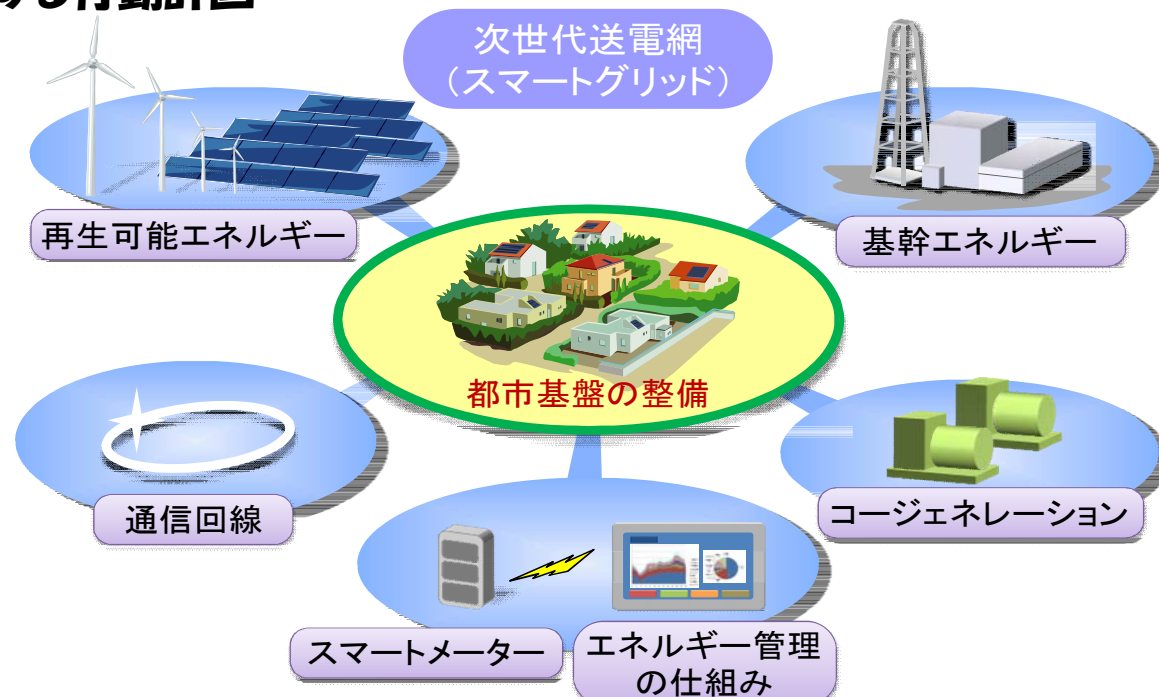 次世代送電網
（スマートグリッド）
再生可能エネルギー
基幹エネルギー
都市基盤の整備
通信回線
コージェネレーション
スマートメーター
エネルギー管理
の仕組み